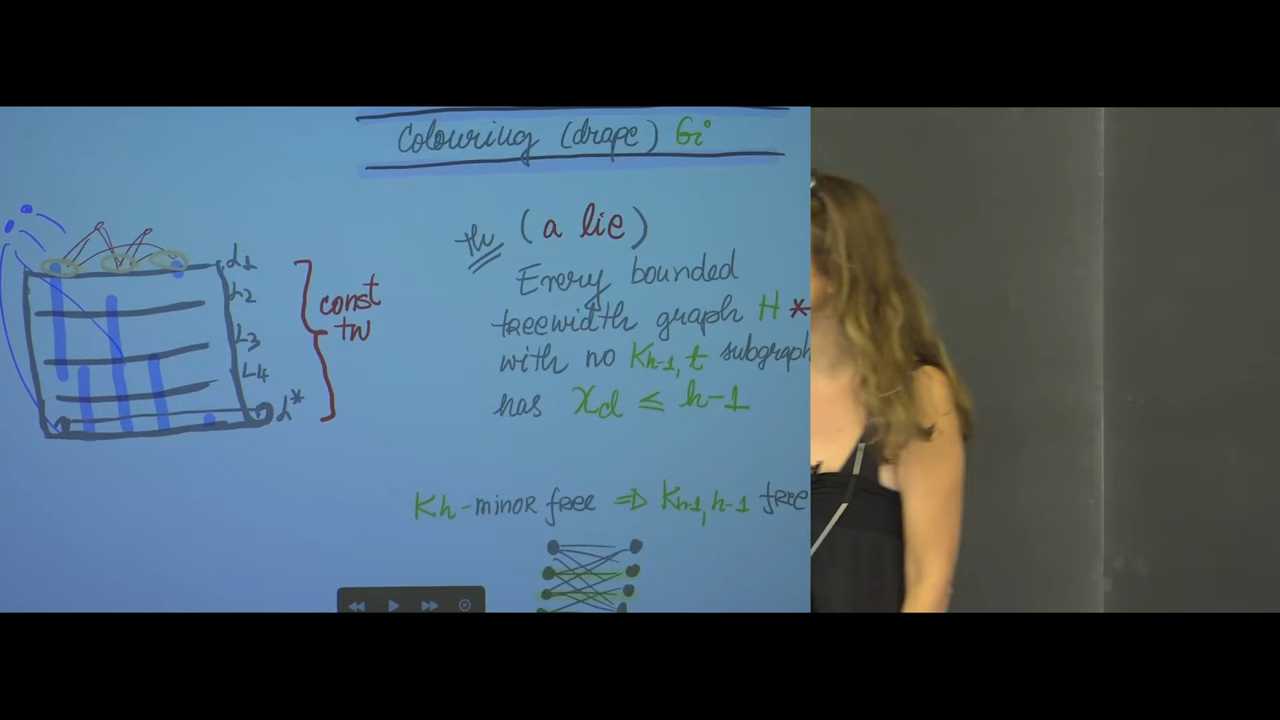 Colouring (drape) Gi
th (a lie)
Every bounded
treewidth graph H *
with no Kh-1,t subgraph
has χd ≤ h-1
L1
L2
L3
L4
L*
const
tw
Kh-minor free ⇒ Kh-1,h-1 free